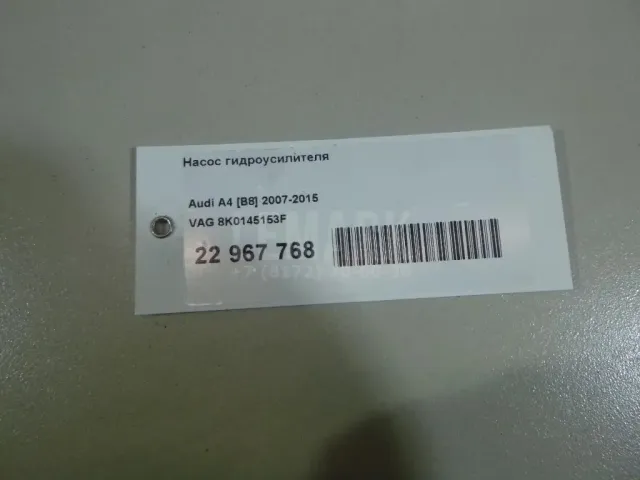 Насос гидроусилителя
Audi A4 [B8] 2007-2015
VAG 8K0145153F
22 967 768